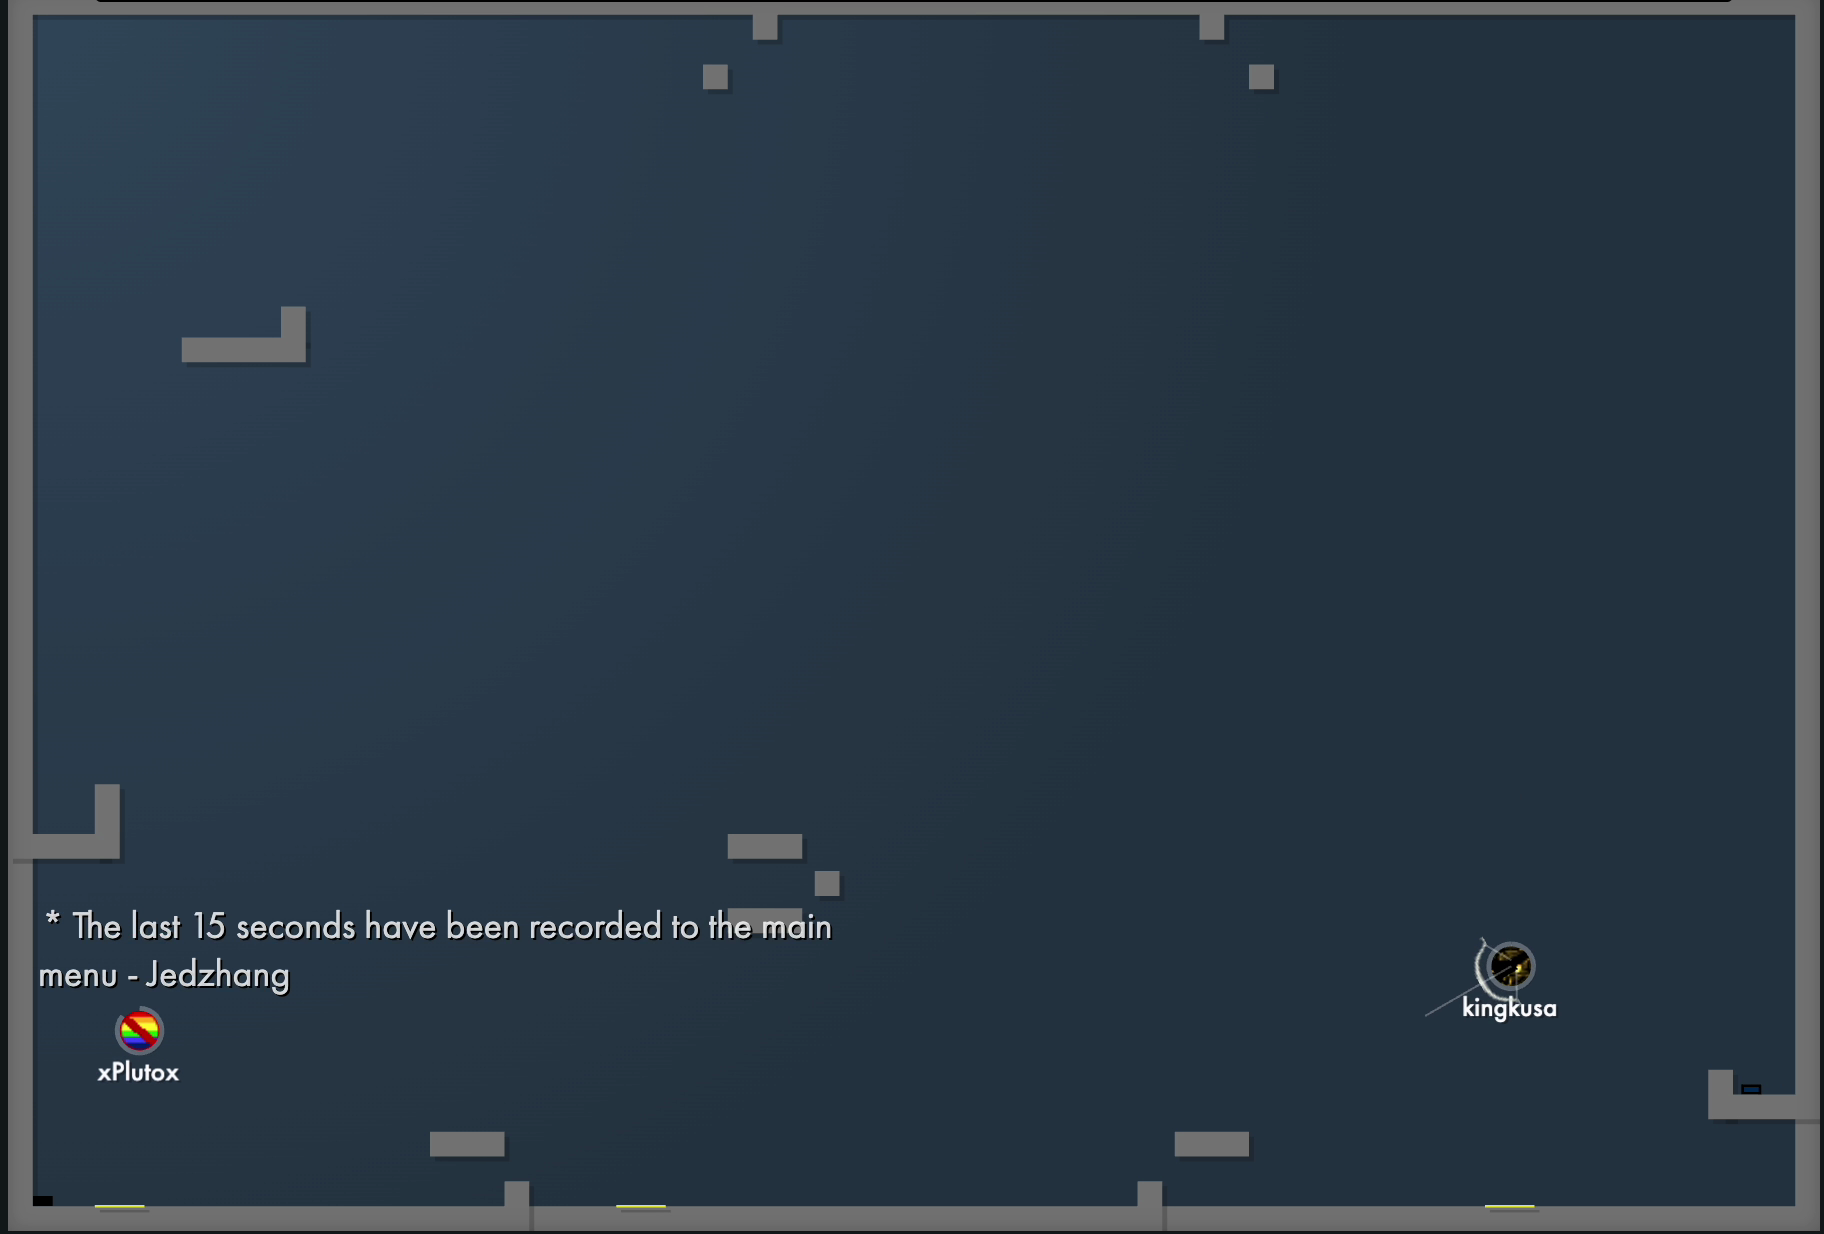 * The last 15 seconds have been recorded to the main
menu - Jedzhang
kingkusa
xPlutox